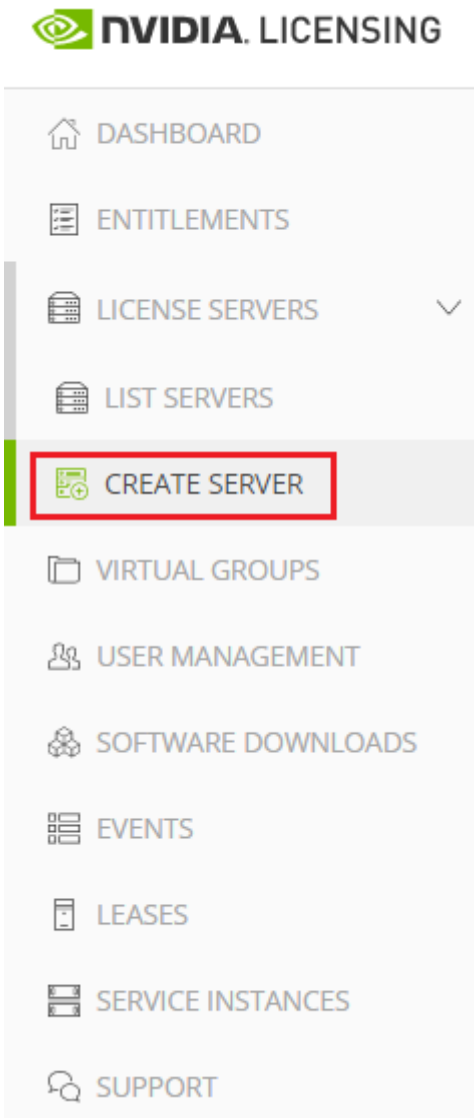 NVIDIA. LICENSING
DASHBOARD
ENTITLEMENTS
LICENSE SERVERS
LIST SERVERS
CREATE SERVER
VIRTUAL GROUPS
USER MANAGEMENT
SOFTWARE DOWNLOADS
EVENTS
LEASES
SERVICE INSTANCES
SUPPORT